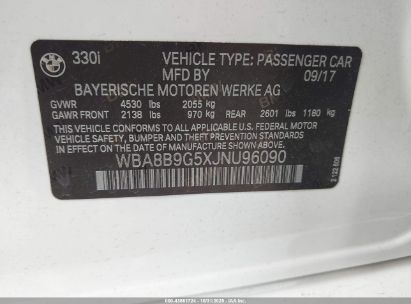 330i
VEHICLE TYPE: PASSENGER CAR
MFD BY 09/17
BAYERISCHE MOTOREN WERKE AG
GVWR 4530 lbs 2055 kg
GAWR FRONT 2138 lbs 970 kg REAR 2601 lbs 1180 kg
THIS VEHICLE CONFORMS TO ALL APPLICABLE FEDERAL MOTOR
VEHICLE SAFETY, BUMPER, AND THEFT PREVENTION STANDARDS
IN EFFECT ON THE DATE OF MANUFACTURE SHOWN ABOVE.
WBA8B9G5XJNU96090